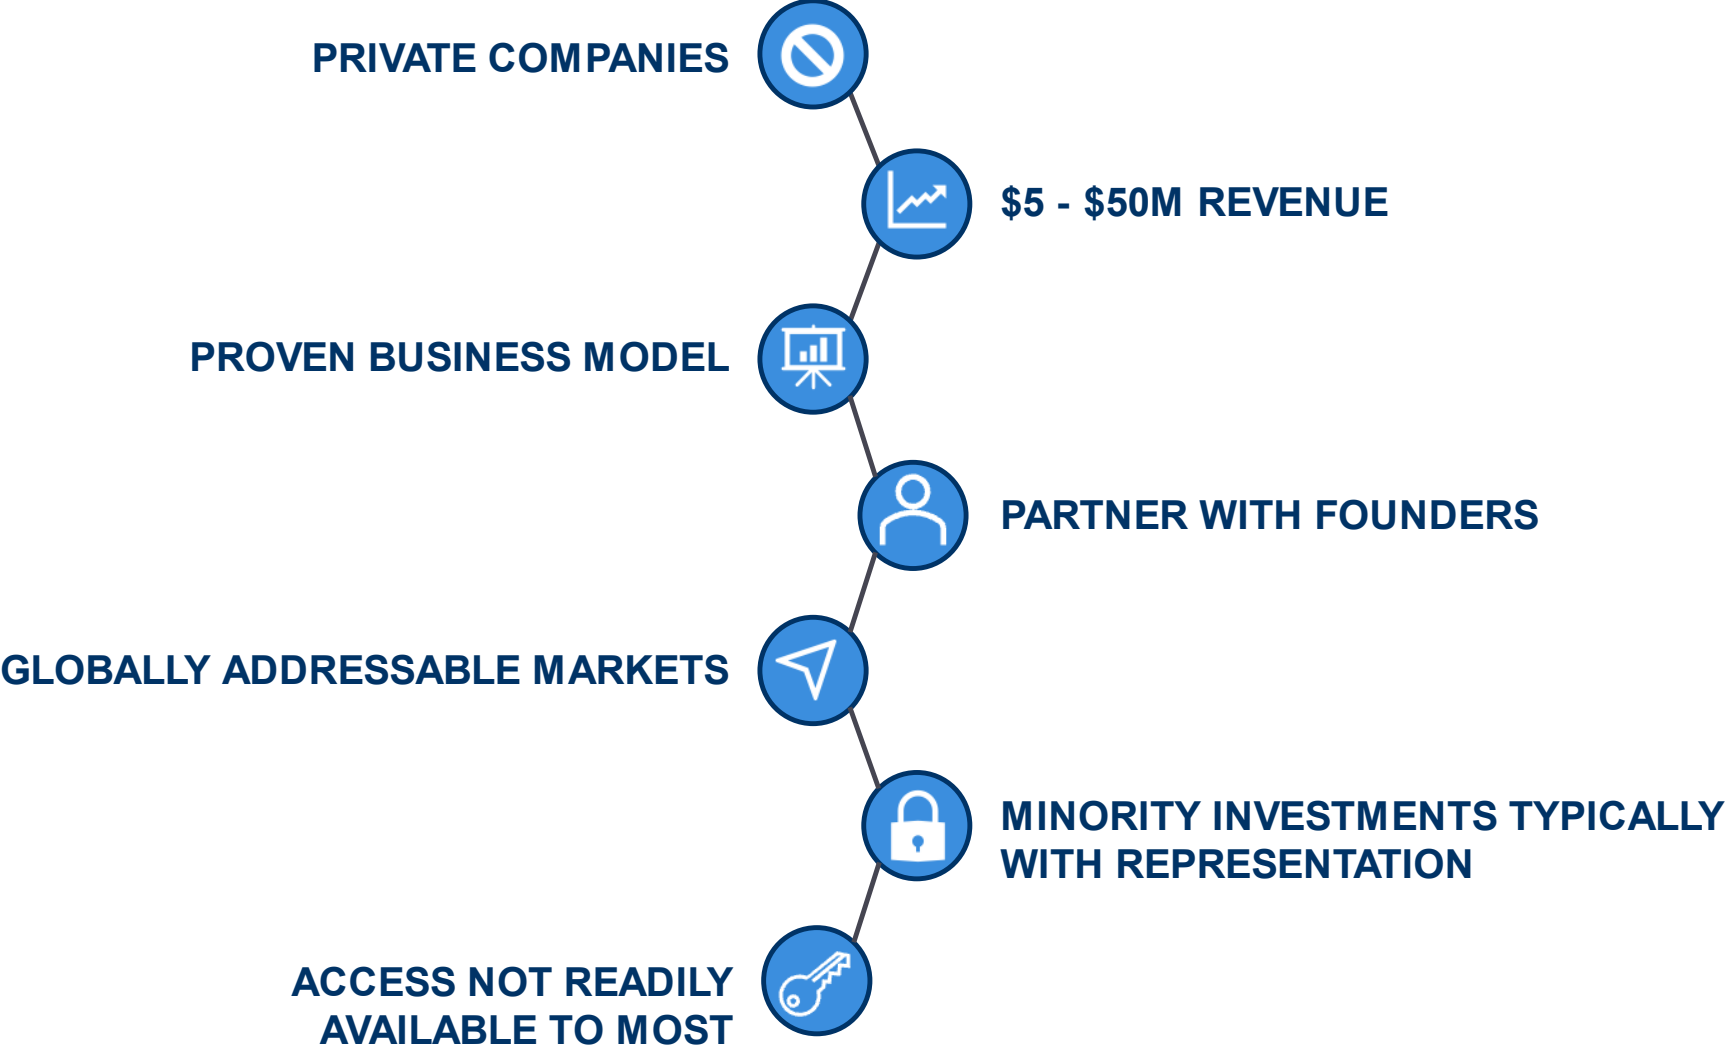 PRIVATE COMPANIES
$5 - $50M REVENUE
PROVEN BUSINESS MODEL
PARTNER WITH FOUNDERS
GLOBALLY ADDRESSABLE MARKETS
MINORITY INVESTMENTS TYPICALLY
WITH REPRESENTATION
ACCESS NOT READILY
AVAILABLE TO MOST